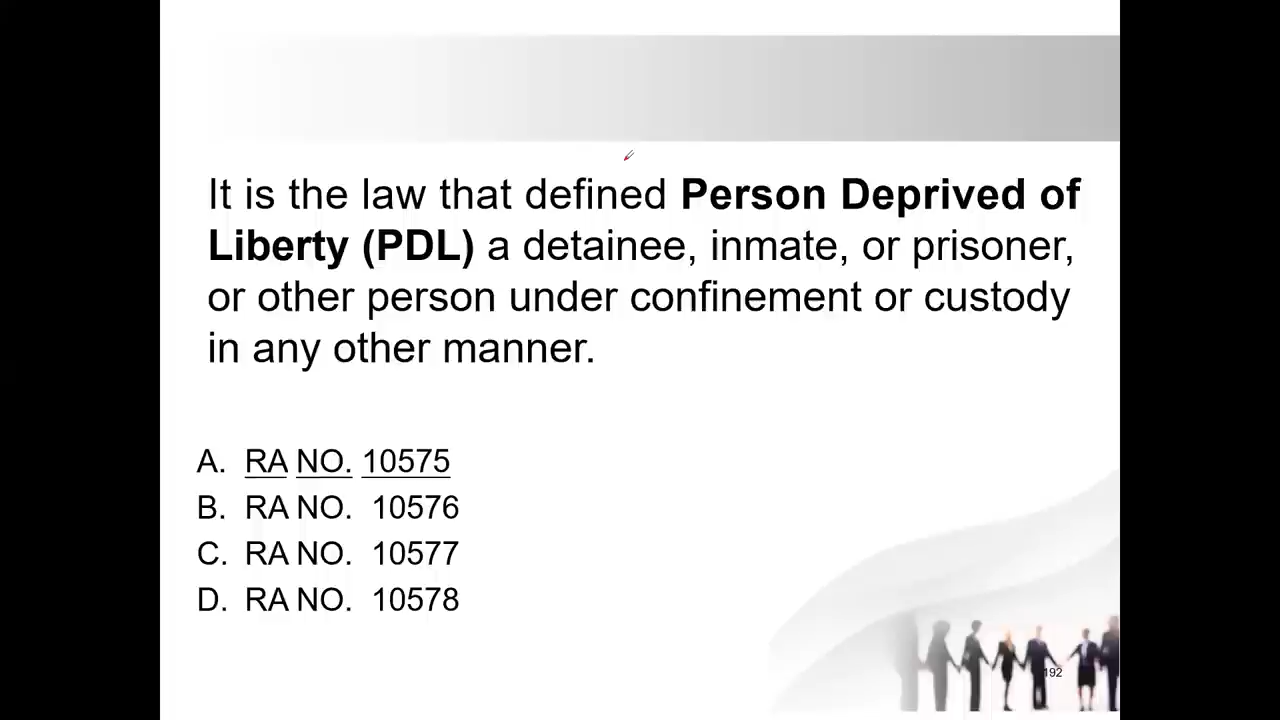 It is the law that defined Person Deprived of
Liberty (PDL) a detainee, inmate, or prisoner,
or other person under confinement or custody
in any other manner.
A. RA NO. 10575
B. RA NO. 10576
C. RA NO. 10577
D. RA NO. 10578
192